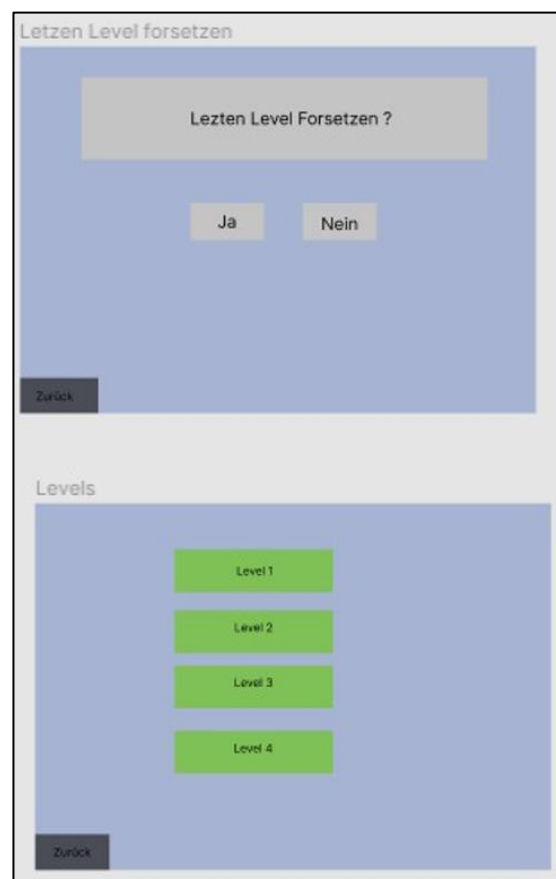 Letzen Level forsetzen
Lezten Level Forsetzen ?
Ja
Nein
Zurück
Levels
Level 1
Level 2
Level 3
Level 4
Zurück